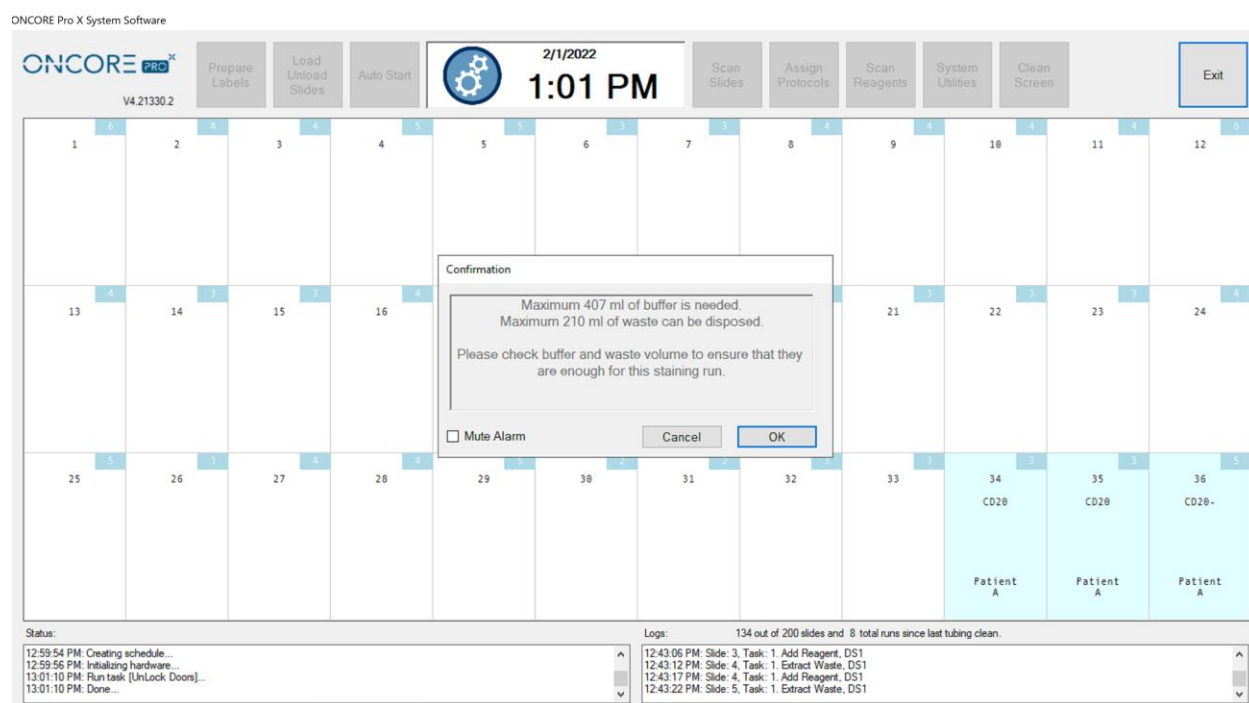 ONCORE Pro X System Software
ONCORE PRO X
V4.21330.2
Prepare
Labels
Load
Unload
Slides
Auto Start
2/1/2022
1:01 PM
Scan
Slides
Assign
Protocols
Scan
Reagents
System
Utilities
Clean
Screen
Exit
6 4 4 5 5 3 3 4 4 4 4 6
1 2 3 4 5 6 7 8 9 10 11 12
4 3 3 4 3 3 3 4
13 14 15 16 21 22 23 24
Confirmation
Maximum 407 ml of buffer is needed.
Maximum 210 ml of waste can be disposed.
Please check buffer and waste volume to ensure that they
are enough for this staining run.
Mute Alarm
Cancel
OK
5 3 4 4 5 2 2 3 3 3 3 5
25 26 27 28 29 30 31 32 33 34 35 36
CD20 CD20 CD20-
Patient Patient Patient
A A A
Status:
12:59:54 PM: Creating schedule...
12:59:56 PM: Initializing hardware...
13:01:10 PM: Run task [UnLock Doors]...
13:01:10 PM: Done...
Logs: 134 out of 200 slides and 8 total runs since last tubing clean.
12:43:06 PM: Slide: 3, Task: 1. Add Reagent, DS1
12:43:12 PM: Slide: 4, Task: 1. Extract Waste, DS1
12:43:17 PM: Slide: 4, Task: 1. Add Reagent, DS1
12:43:22 PM: Slide: 5, Task: 1. Extract Waste, DS1